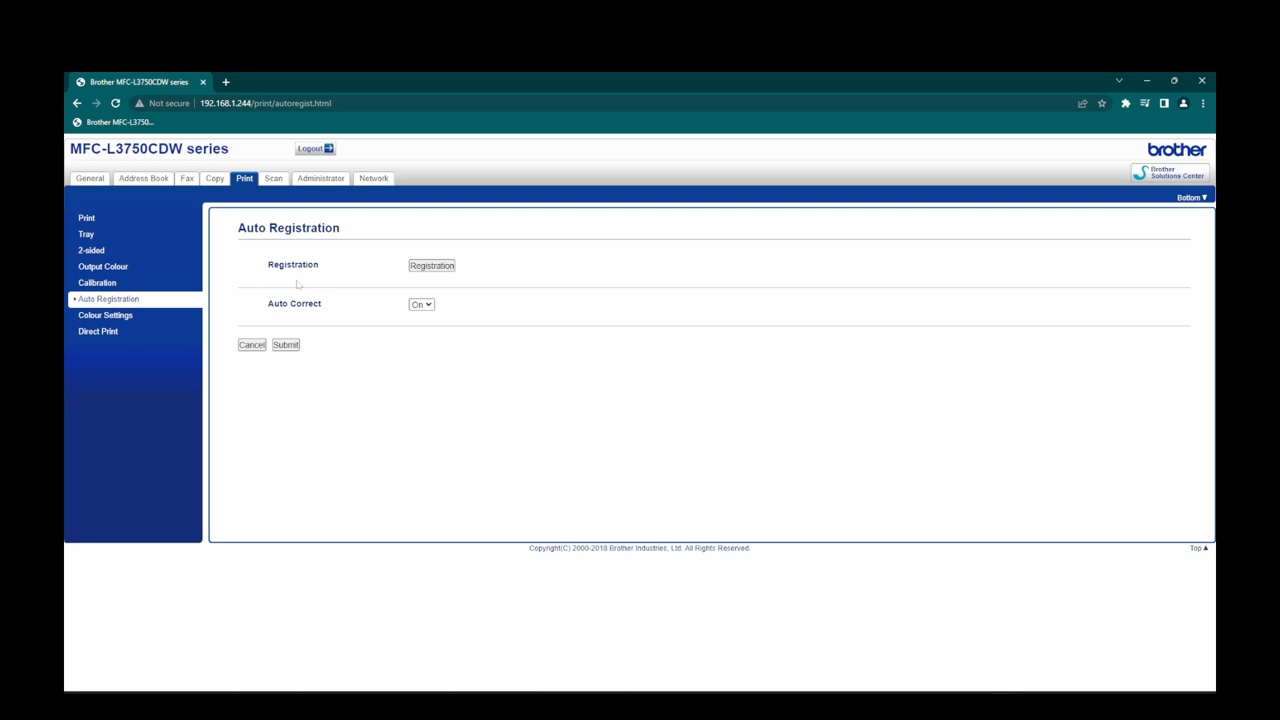 Brother MFC-L3750CDW series
Not secure 192.168.1.244/print/autoregist.html
Brother MFC-L3750...
MFC-L3750CDW series Logout brother
General Address Book Fax Copy Print Scan Administrator Network Brother Solutions Center
Bottom▼
Print
Tray
2-sided
Output Colour
Calibration
Auto Registration
Colour Settings
Direct Print
Auto Registration
Registration Registration
Auto Correct On
Cancel Submit
Copyright(C) 2000-2018 Brother Industries, Ltd. All Rights Reserved. Top▲